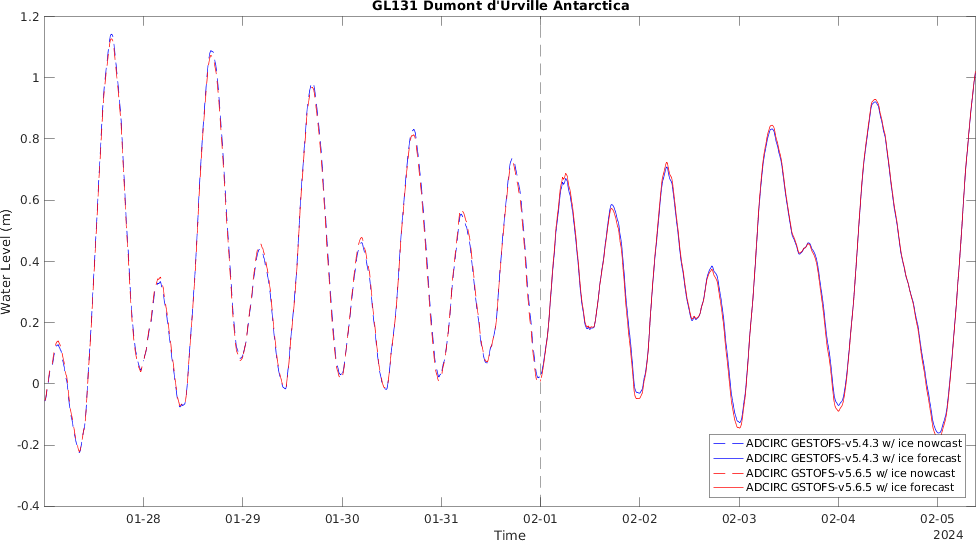 GL131 Dumont d'Urville Antarctica
1.2
1
0.8
0.6
0.4
0.2
0
-0.2
-0.4
Water Level (m)
ADCIRC GESTOFS-v5.4.3 w/ ice nowcast
ADCIRC GESTOFS-v5.4.3 w/ ice forecast
ADCIRC GSTOFS-v5.6.5 w/ ice nowcast
ADCIRC GSTOFS-v5.6.5 w/ ice forecast
01-28 01-29 01-30 01-31 02-01 02-02 02-03 02-04 02-05
Time
2024